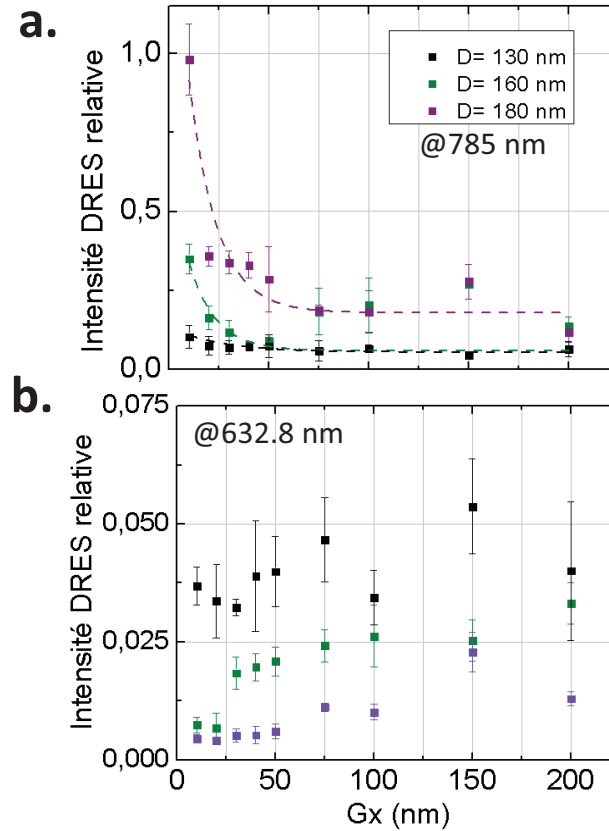 a.
Intensité DRES relative
1,0
0,5
0,0
D= 130 nm
D= 160 nm
D= 180 nm
@785 nm
b.
Intensité DRES relative
0,075
0,050
0,025
0,000
@632.8 nm
0 50 100 150 200
Gx (nm)